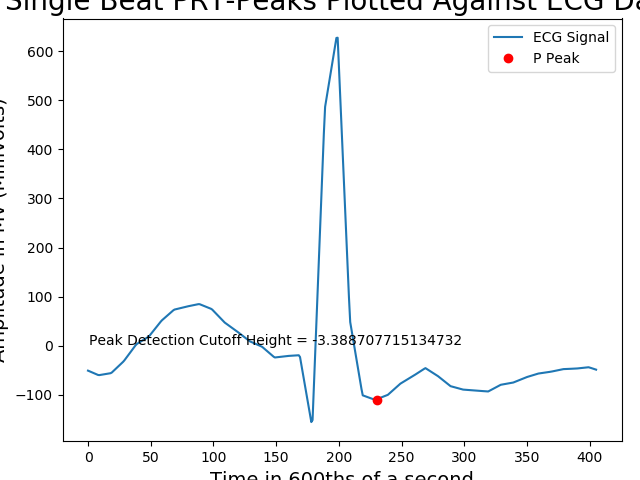 Single Beat PRT-Peaks Plotted Against ECG Da
ECG Signal
P Peak
Amplitude in MV (Millivolts)
600
500
400
300
200
100
0
−100
Peak Detection Cutoff Height = -3.388707715134732
0 50 100 150 200 250 300 350 400
Time in 600ths of a second